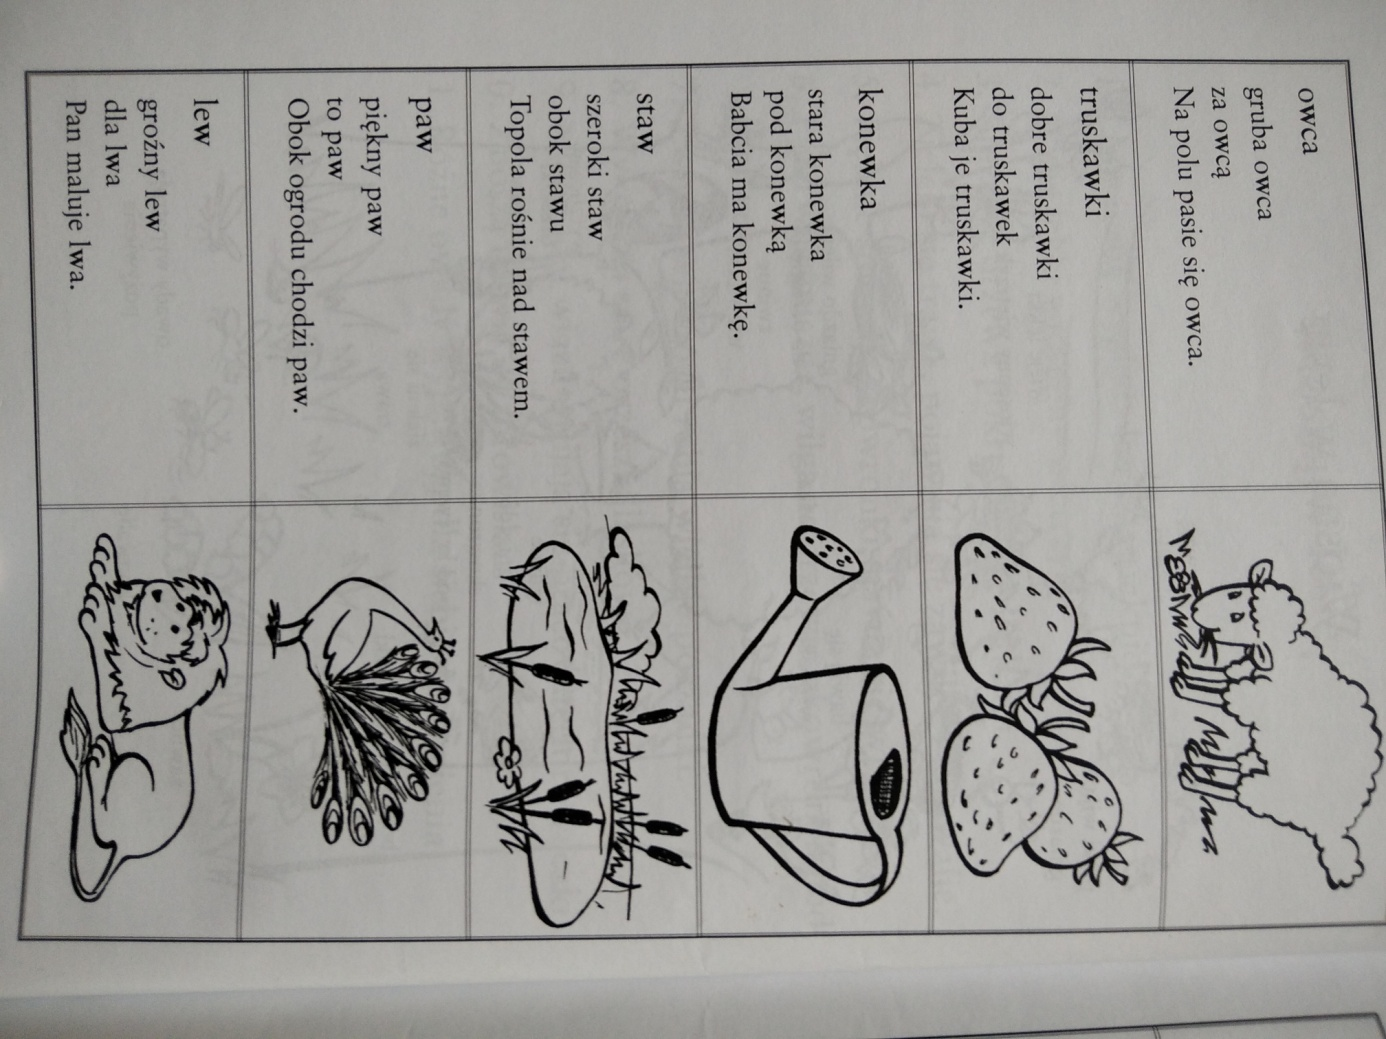 owca
gruba owca
za owcą
Na polu pasie się owca.
truskawki
dobre truskawki
do truskawek
Kuba je truskawki.
konewka
stara konewka
pod konewką
Babcia ma konewkę.
staw
szeroki staw
obok stawu
Topola rośnie nad stawem.
paw
piękny paw
to paw
Obok ogrodu chodzi paw.
lew
groźny lew
dla lwa
Pan maluje lwa.